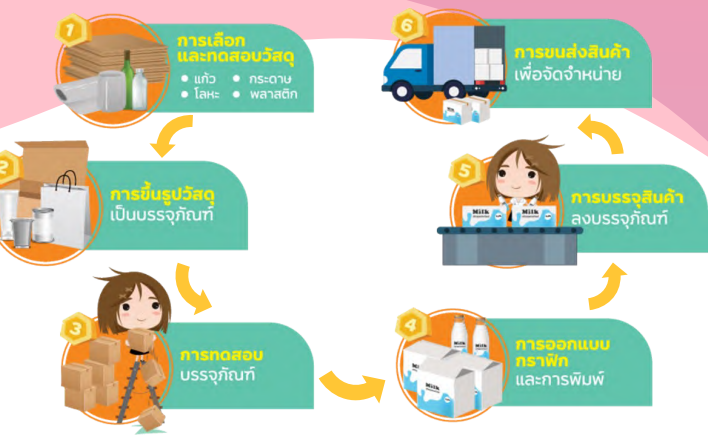 1
การเลือก
และทดสอบวัสดุ
• แก้ว • กระดาษ
• โลหะ • พลาสติก
2
การขึ้นรูปวัสดุ
เป็นบรรจุภัณฑ์
3
การทดสอบ
บรรจุภัณฑ์
4
Milk
Milk
การออกแบบ
กราฟิก
และการพิมพ์
5
Milk
Milk
การบรรจุสินค้า
ลงบรรจุภัณฑ์
6
การขนส่งสินค้า
เพื่อจัดจำหน่าย